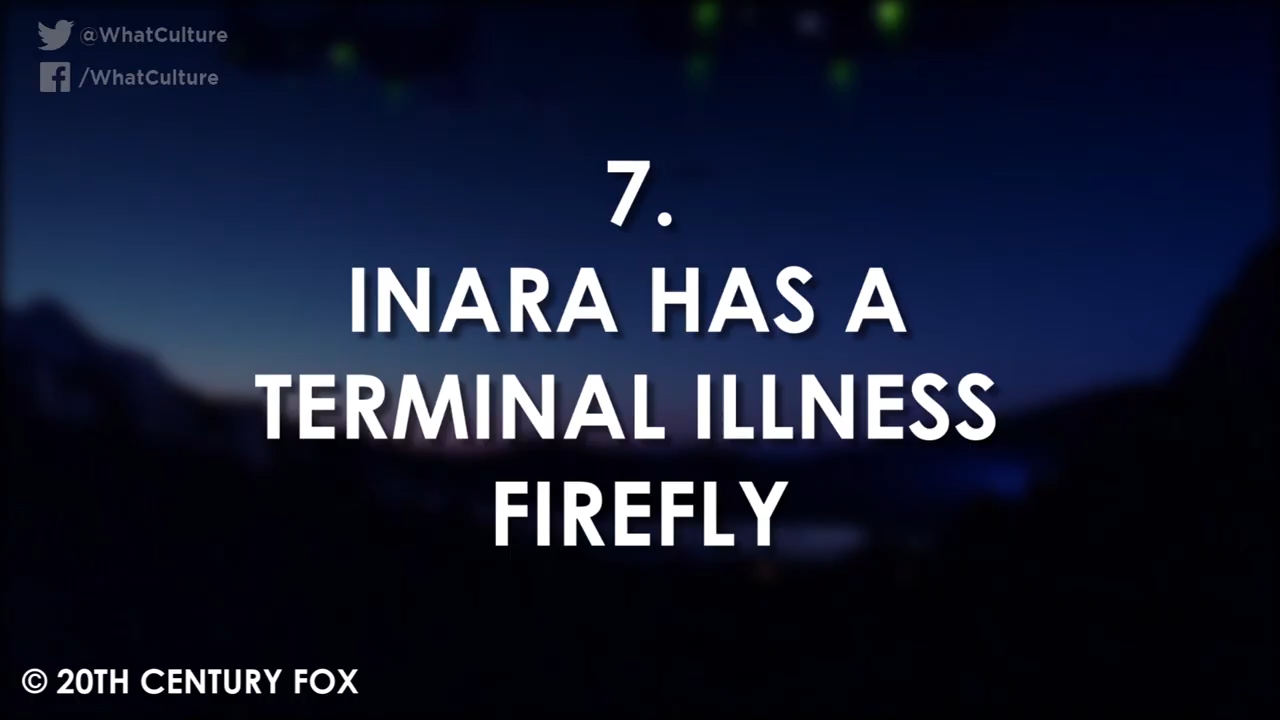 @WhatCulture
/WhatCulture
7.
INARA HAS A
TERMINAL ILLNESS
FIREFLY
© 20TH CENTURY FOX